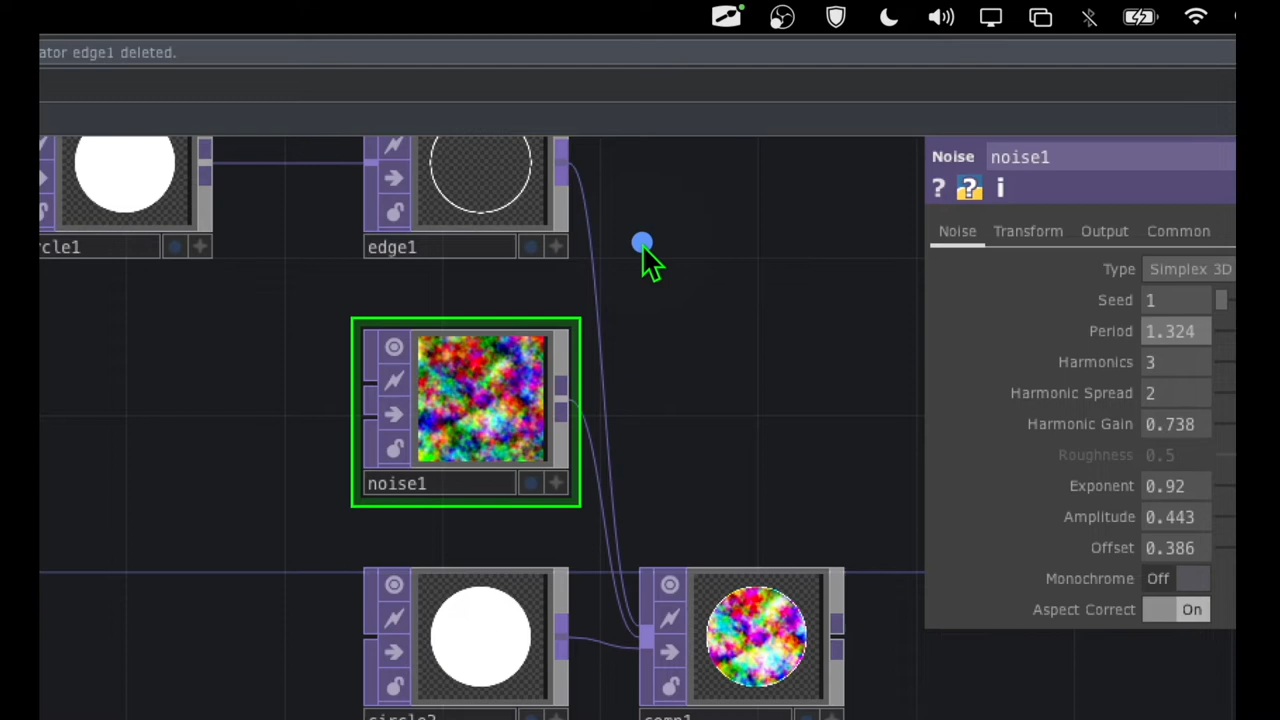 ator edge1 deleted.
Noise noise1
Noise Transform Output Common
Type Simplex 3D
Seed 1
Period 1.324
Harmonics 3
Harmonic Spread 2
Harmonic Gain 0.738
Roughness 0.5
Exponent 0.92
Amplitude 0.443
Offset 0.386
Monochrome Off
Aspect Correct On
rcle1
edge1
noise1